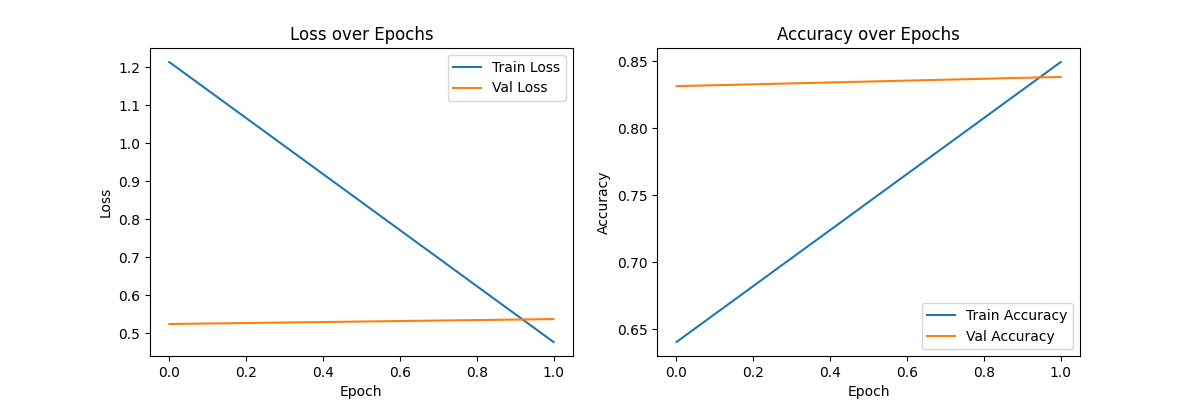 Loss over Epochs
Train Loss
Val Loss
1.2
1.1
1.0
0.9
0.8
0.7
0.6
0.5
Loss
0.0 0.2 0.4 0.6 0.8 1.0
Epoch
Accuracy over Epochs
0.85
0.80
0.75
0.70
0.65
Accuracy
Train Accuracy
Val Accuracy
0.0 0.2 0.4 0.6 0.8 1.0
Epoch